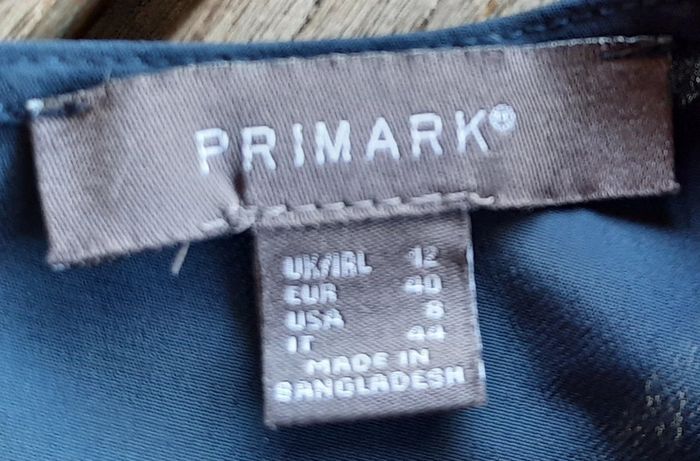 PRIMARK®
UK/IRL 12
EUR 40
USA 8
IT 44
MADE IN
BANGLADESH